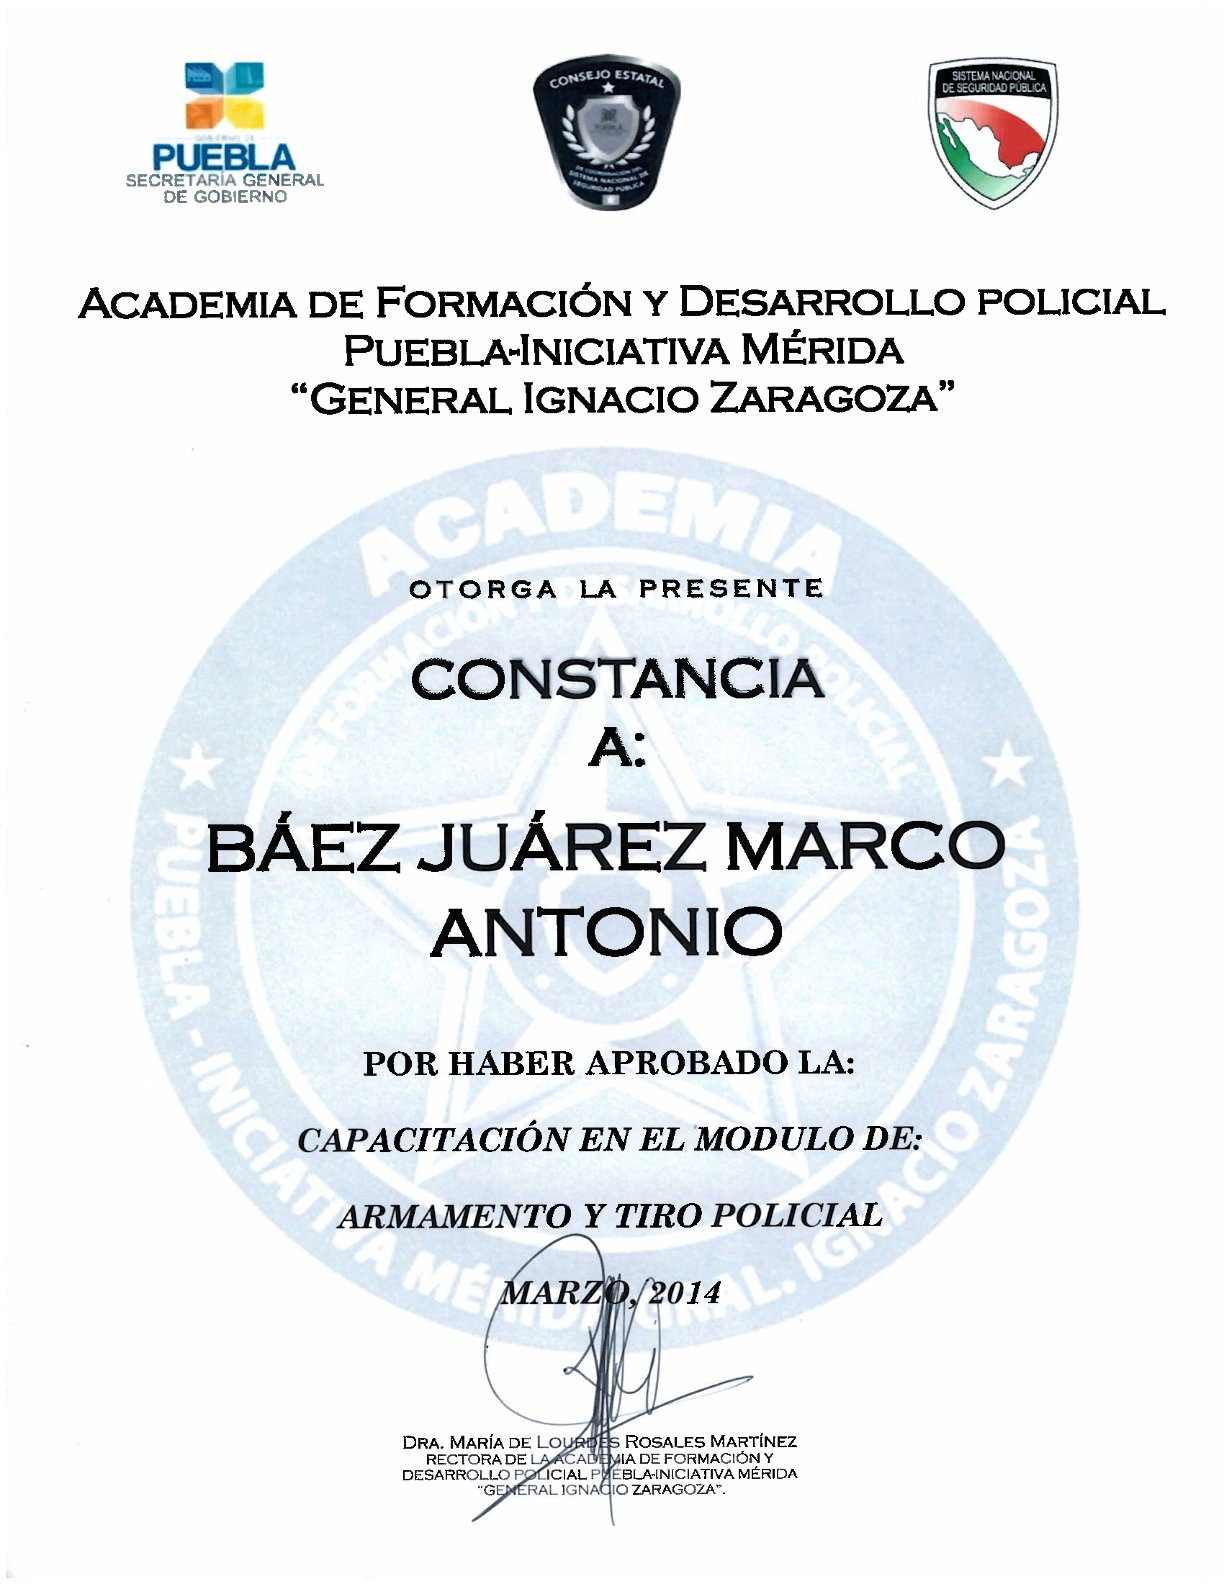 GOBIERNO DE
PUEBLA
SECRETARÍA GENERAL
DE GOBIERNO
CONSEJO ESTATAL
PUEBLA
DE COORDINACIÓN DEL
SISTEMA NACIONAL DE
SEGURIDAD PÚBLICA
SISTEMA NACIONAL
DE SEGURIDAD PÚBLICA
ACADEMIA DE FORMACIÓN Y DESARROLLO POLICIAL
PUEBLA-INICIATIVA MÉRIDA
“GENERAL IGNACIO ZARAGOZA”
ACADEMIA
DE FORMACIÓN Y DESARROLLO POLICIAL
PUEBLA - INICIATIVA MÉRIDA GRAL. IGNACIO ZARAGOZA
OTORGA LA PRESENTE
CONSTANCIA
A:
BÁEZ JUÁREZ MARCO
ANTONIO
POR HABER APROBADO LA:
CAPACITACIÓN EN EL MODULO DE:
ARMAMENTO Y TIRO POLICIAL
MARZO, 2014
DRA. MARÍA DE LOURDES ROSALES MARTÍNEZ
RECTORA DE LA ACADEMIA DE FORMACIÓN Y
DESARROLLO POLICIAL PUEBLA-INICIATIVA MÉRIDA
“GENERAL IGNACIO ZARAGOZA”.